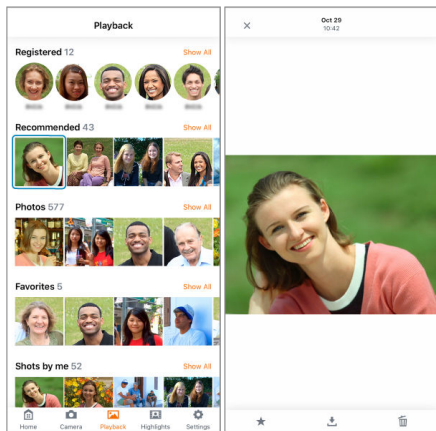 Playback
Registered 12 Show All
Recommended 43 Show All
Photos 577 Show All
Favorites 5 Show All
Shots by me 52 Show All
Home Camera Playback Highlights Settings
Oct 29
10:42